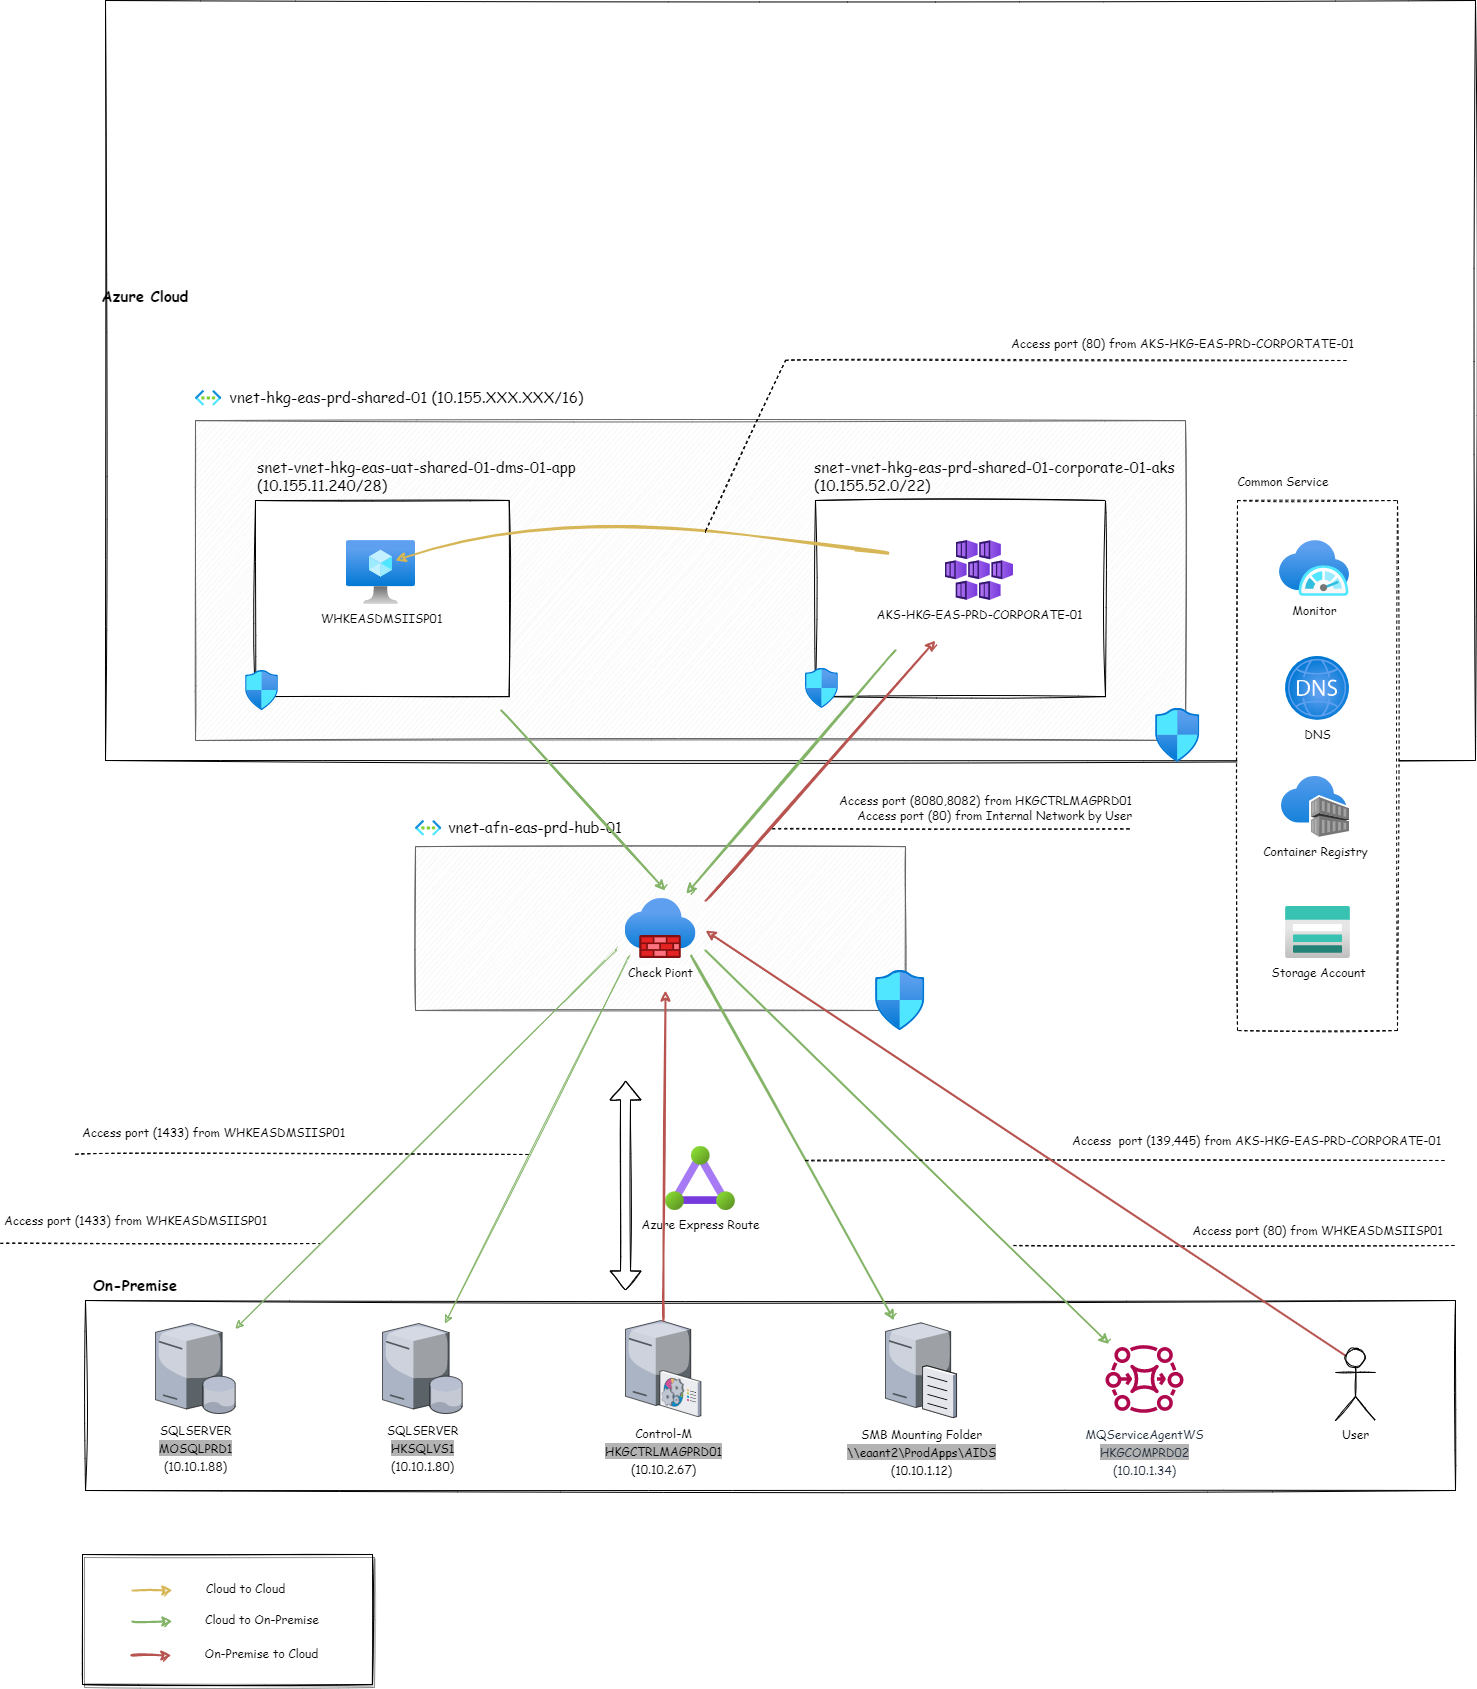 Azure Cloud
Access port (80) from AKS-HKG-EAS-PRD-CORPORTATE-01
vnet-hkg-eas-prd-shared-01 (10.155.XXX.XXX/16)
snet-vnet-hkg-eas-uat-shared-01-dms-01-app
(10.155.11.240/28)
snet-vnet-hkg-eas-prd-shared-01-corporate-01-aks
(10.155.52.0/22)
WHKEASDMSIISP01
AKS-HKG-EAS-PRD-CORPORATE-01
Common Service
Monitor
DNS
DNS
Container Registry
Storage Account
Access port (8080,8082) from HKGCTRLMAGPRD01
Access port (80) from Internal Network by User
vnet-afn-eas-prd-hub-01
Check Piont
Access port (1433) from WHKEASDMSIISP01
Access  port (139,445) from AKS-HKG-EAS-PRD-CORPORATE-01
Access port (1433) from WHKEASDMSIISP01
Azure Express Route
Access port (80) from WHKEASDMSIISP01
On-Premise
SQLSERVER
MOSQLPRD1
(10.10.1.88)
SQLSERVER
HKSQLVS1
(10.10.1.80)
Control-M
HKGCTRLMAGPRD01
(10.10.2.67)
SMB Mounting Folder
\\eaant2\ProdApps\AIDS
(10.10.1.12)
MQServiceAgentWS
HKGCOMPRD02
(10.10.1.34)
User
Cloud to Cloud
Cloud to On-Premise
On-Premise to Cloud